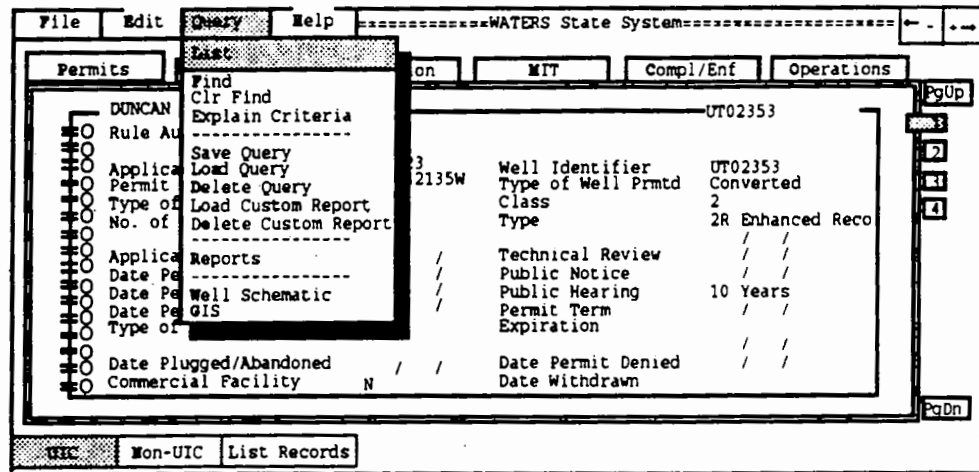 File Edit Query Help ============WATERS State System====================== ← - ←→
List
Permits ion MIT Compl/Enf Operations
Find
Clr Find
Explain Criteria
-----------------
Save Query
Load Query
Delete Query
Load Custom Report
Delete Custom Report
-----------------
Reports
-----------------
Well Schematic
GIS
PgUp
2
3
4
PgDn
DUNCAN UT02353
Rule Au
Applica 23 Well Identifier UT02353
Permit 2135W Type of Well Prmtd Converted
Type of Class 2
No. of Type 2R Enhanced Reco
/ /
Applica / Technical Review / /
Date Pe / Public Notice / /
Date Pe / Public Hearing 10 Years
Date Pe / Permit Term / /
Type of Expiration
/ /
Date Plugged/Abandoned / / Date Permit Denied / /
Commercial Facility N Date Withdrawn
UIC Non-UIC List Records